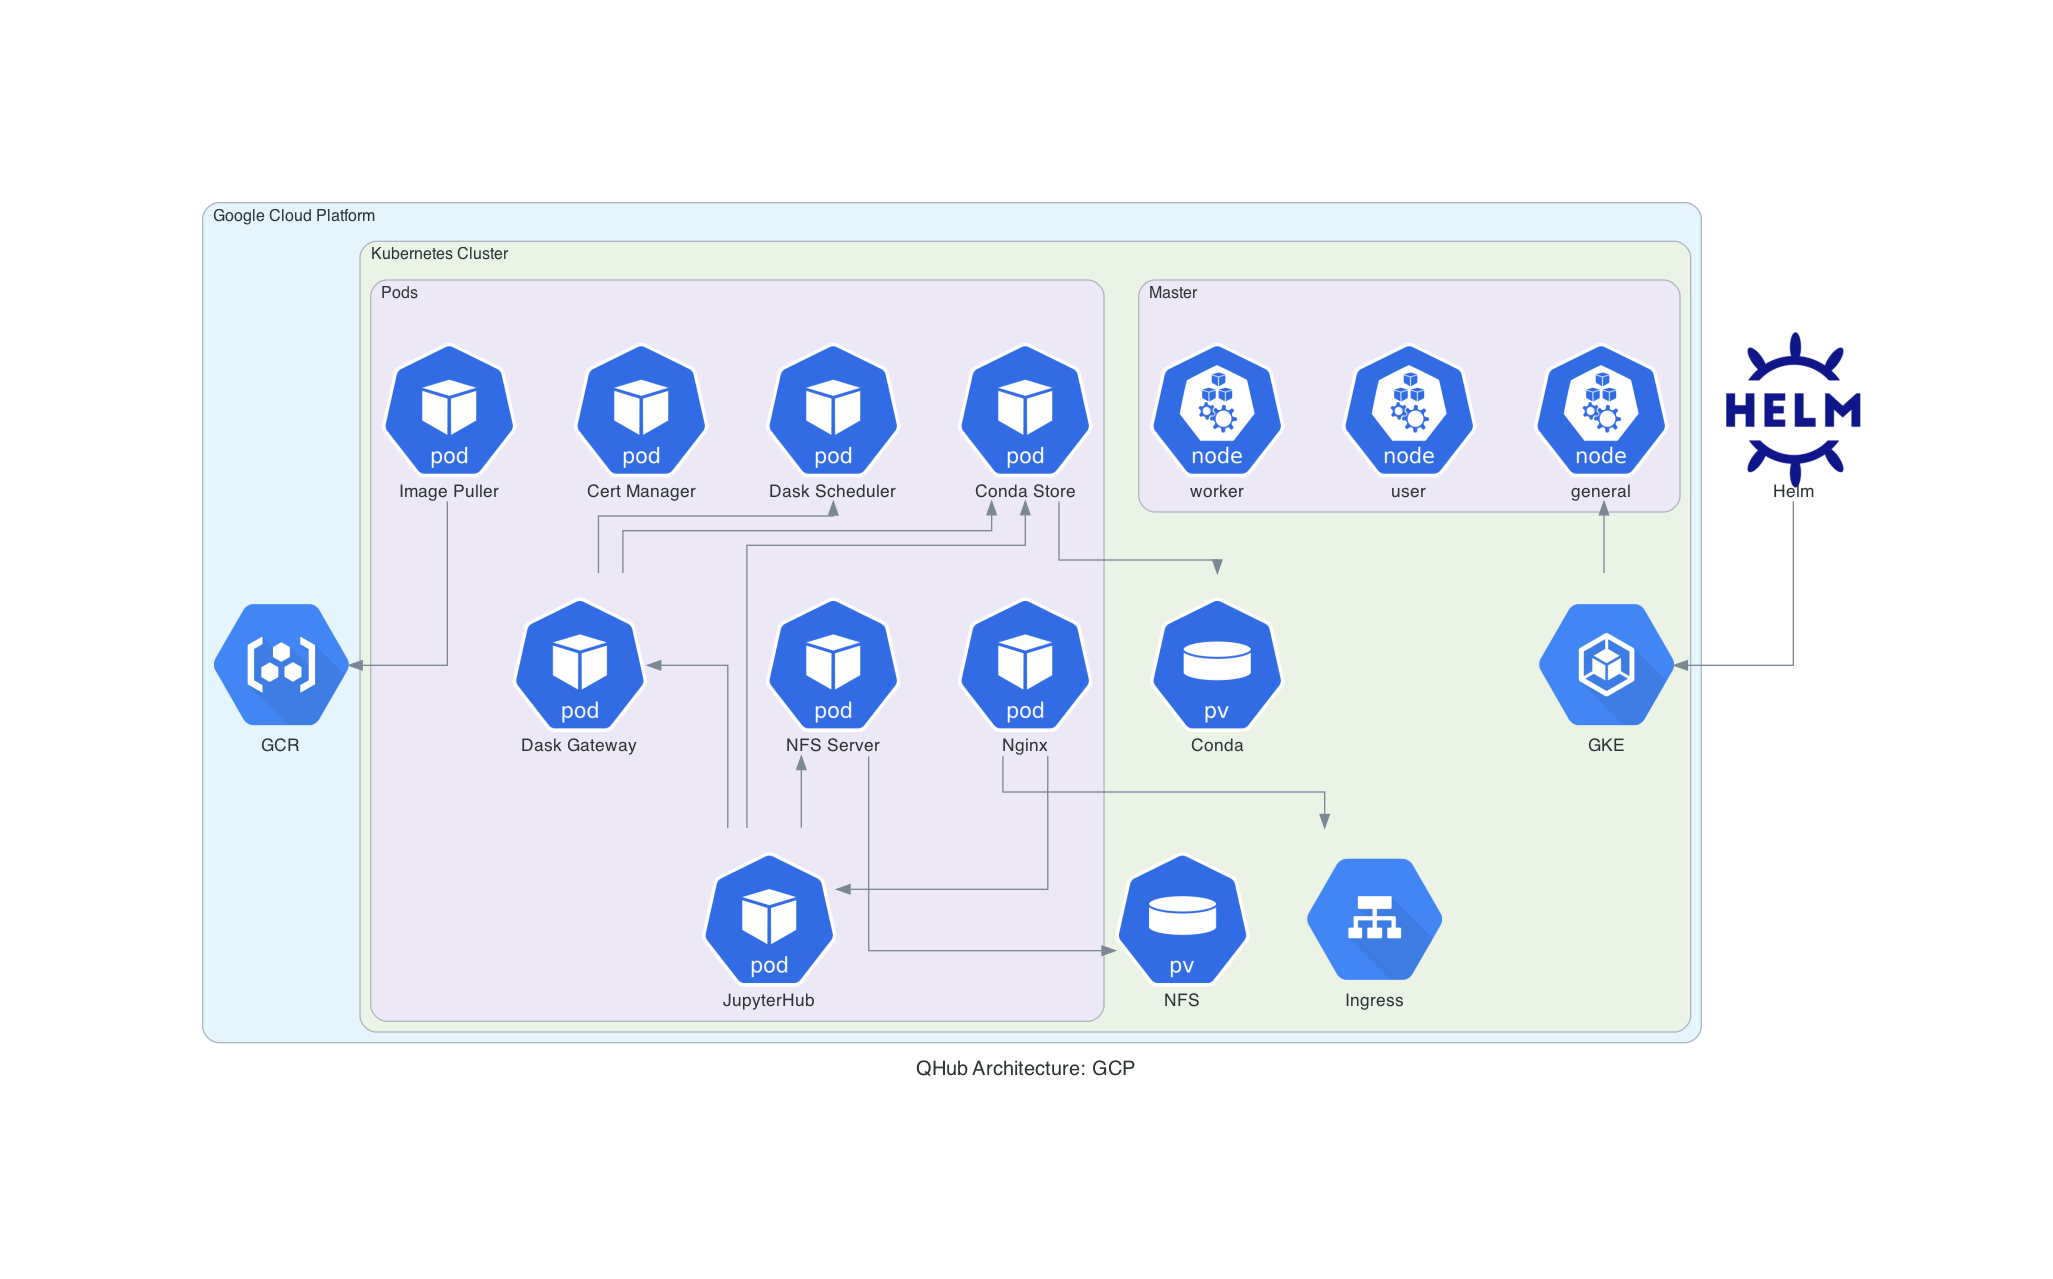 Google Cloud Platform
Kubernetes Cluster
Pods
Master
pod
pod
pod
pod
node
node
node
HELM
Image Puller
Cert Manager
Dask Scheduler
Conda Store
worker
user
general
Helm
pod
pod
pod
pv
GCR
Dask Gateway
NFS Server
Nginx
Conda
GKE
pod
pv
JupyterHub
NFS
Ingress
QHub Architecture: GCP